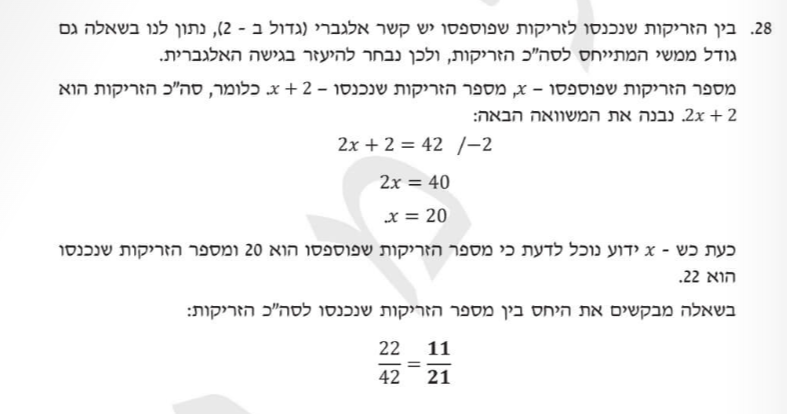 28. בין הזריקות שנכנסו לזריקות שפוספסו יש קשר אלגברי (גדול ב - 2), נתון לנו בשאלה גם
גודל ממשי המתייחס לסה"כ הזריקות, ולכן נבחר להיעזר בגישה האלגברית.
מספר הזריקות שפוספסו – x, מספר הזריקות שנכנסו – x + 2. כלומר, סה"כ הזריקות הוא
2x + 2. נבנה את המשוואה הבאה:
2x + 2 = 42 /−2
2x = 40
.x = 20
כעת כש - x ידוע נוכל לדעת כי מספר הזריקות שפוספסו הוא 20 ומספר הזריקות שנכנסו
הוא 22.
בשאלה מבקשים את היחס בין מספר הזריקות שנכנסו לסה"כ הזריקות:
22/42 = 11/21